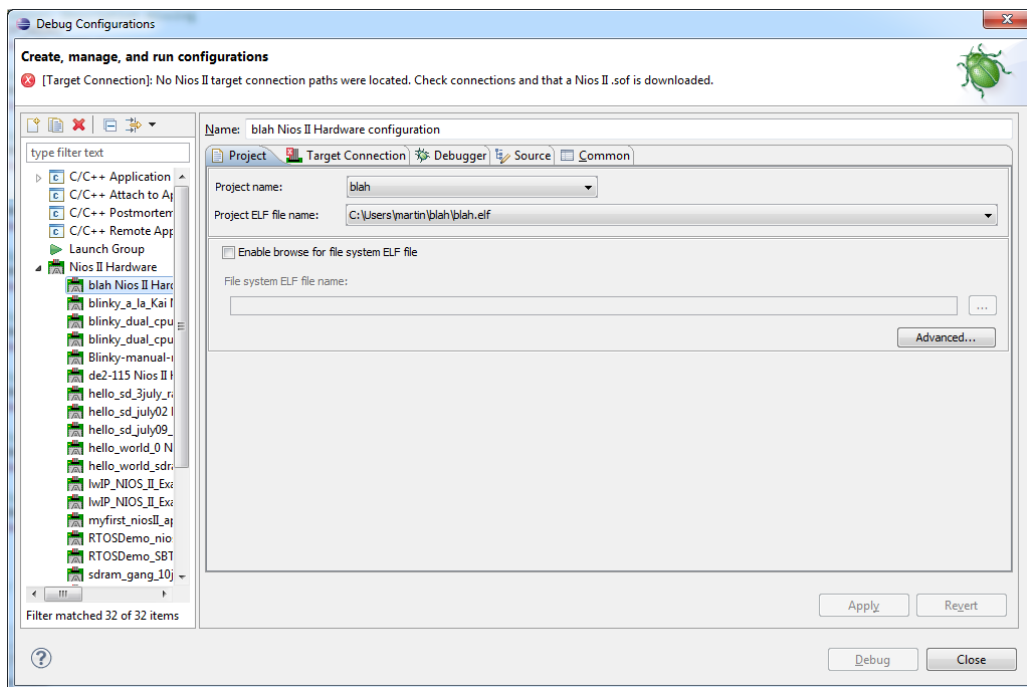 Debug Configurations
Create, manage, and run configurations
[Target Connection]: No Nios II target connection paths were located. Check connections and that a Nios II .sof is downloaded.
type filter text
C/C++ Application
C/C++ Attach to Ap
C/C++ Postmortem
C/C++ Remote App
Launch Group
Nios II Hardware
blah Nios II Hard
blinky_a_la_Kai N
blinky_dual_cpu
blinky_dual_cpu
Blinky-manual-
de2-115 Nios II H
hello_sd_3july_ra
hello_sd_july02 
hello_sd_july09_
hello_world_0 N
hello_world_sdra
lwIP_NIOS_II_Exa
lwIP_NIOS_II_Exa
myfirst_niosII_ap
RTOSDemo_nio
RTOSDemo_SBT
sdram_gang_10j
Filter matched 32 of 32 items
Name: blah Nios II Hardware configuration
Project Target Connection Debugger Source Common
Project name: blah
Project ELF file name: C:\Users\martin\blah\blah.elf
Enable browse for file system ELF file
File system ELF file name:
...
Advanced...
Apply Revert
? Debug Close